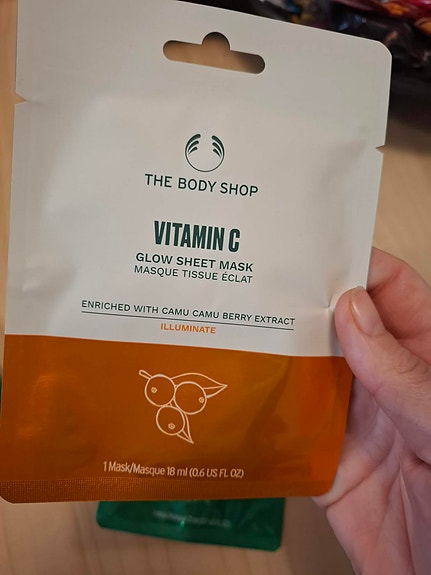 THE BODY SHOP
VITAMIN C
GLOW SHEET MASK
MASQUE TISSUE ÉCLAT
ENRICHED WITH CAMU CAMU BERRY EXTRACT
ILLUMINATE
1 Mask/Masque 18 ml (0.6 US FL OZ)